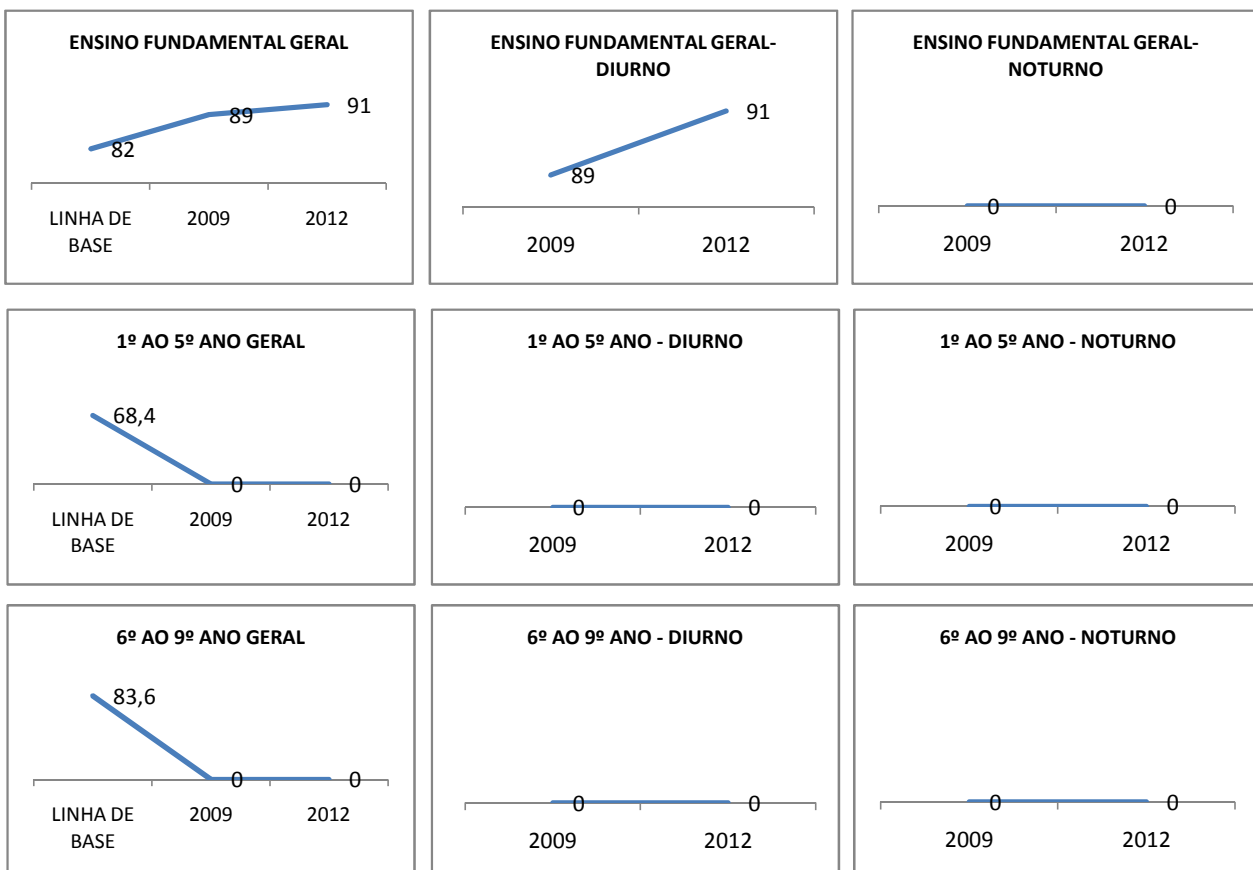 ENSINO FUNDAMENTAL GERAL
82
89
91
LINHA DE
BASE
2009
2012
ENSINO FUNDAMENTAL GERAL-
DIURNO
89
91
2009
2012
ENSINO FUNDAMENTAL GERAL-
NOTURNO
0
0
2009
2012
1º AO 5º ANO GERAL
68,4
0
0
LINHA DE
BASE
2009
2012
1º AO 5º ANO - DIURNO
0
0
2009
2012
1º AO 5º ANO - NOTURNO
0
0
2009
2012
6º AO 9º ANO GERAL
83,6
0
0
LINHA DE
BASE
2009
2012
6º AO 9º ANO - DIURNO
0
0
2009
2012
6º AO 9º ANO - NOTURNO
0
0
2009
2012